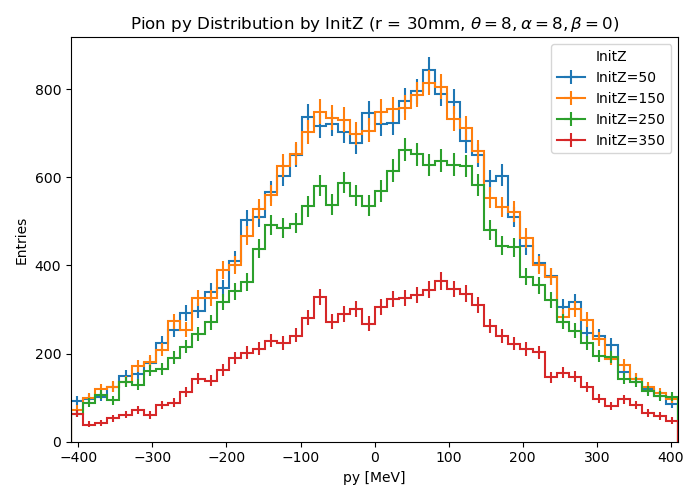 Pion py Distribution by InitZ (r = 30mm, θ = 8, α = 8, β = 0)
InitZ
InitZ=50
InitZ=150
InitZ=250
InitZ=350
Entries
800
600
400
200
0
−400 −300 −200 −100 0 100 200 300 400
py [MeV]